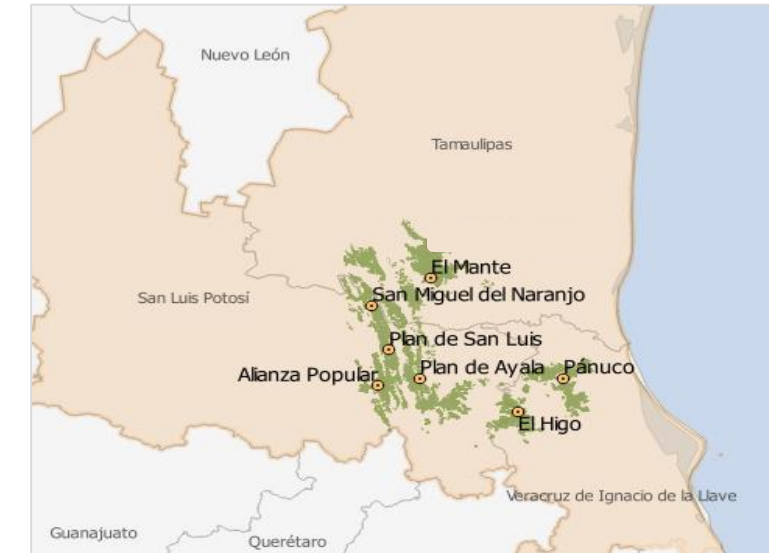 Nuevo León
Tamaulipas
El Mante
San Luis Potosí
San Miguel del Naranjo
Plan de San Luis
Alianza Popular
Plan de Ayala
Pánuco
El Higo
Veracruz de Ignacio de la Llave
Guanajuato
Querétaro